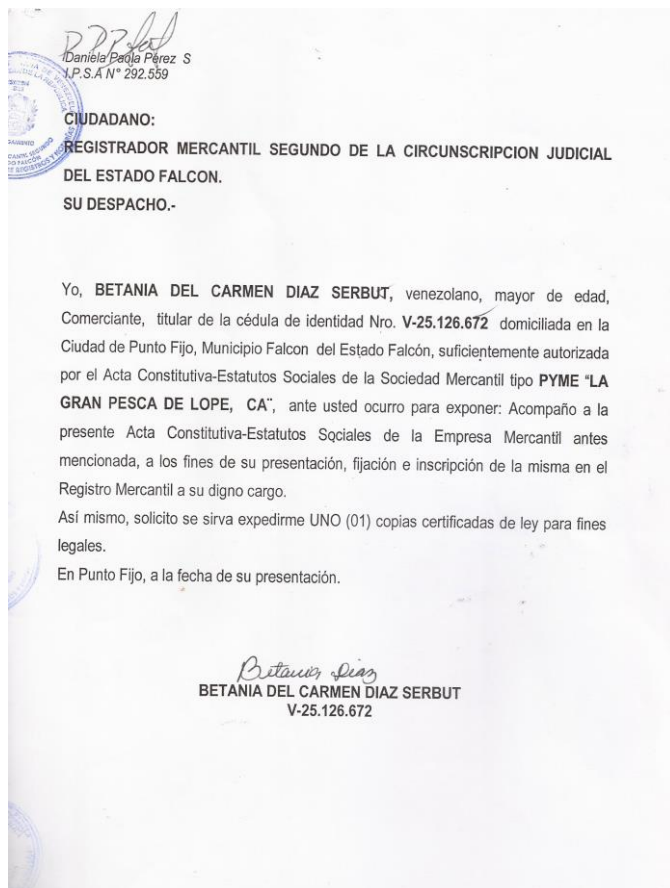 Daniela Paola Pérez S
I.P.S.A N° 292.559
CIUDADANO:
REGISTRADOR MERCANTIL SEGUNDO DE LA CIRCUNSCRIPCION JUDICIAL
DEL ESTADO FALCON.
SU DESPACHO.-
Yo, BETANIA DEL CARMEN DIAZ SERBUT, venezolano, mayor de edad,
Comerciante, titular de la cédula de identidad Nro. V-25.126.672 domiciliada en la
Ciudad de Punto Fijo, Municipio Falcon del Estado Falcón, suficientemente autorizada
por el Acta Constitutiva-Estatutos Sociales de la Sociedad Mercantil tipo PYME "LA
GRAN PESCA DE LOPE, CA", ante usted ocurro para exponer: Acompaño a la
presente Acta Constitutiva-Estatutos Sociales de la Empresa Mercantil antes
mencionada, a los fines de su presentación, fijación e inscripción de la misma en el
Registro Mercantil a su digno cargo.
Así mismo, solicito se sirva expedirme UNO (01) copias certificadas de ley para fines
legales.
En Punto Fijo, a la fecha de su presentación.
Betania Diaz
BETANIA DEL CARMEN DIAZ SERBUT
V-25.126.672